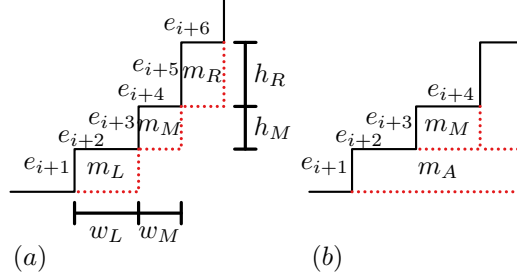 e_{i+6}
e_{i+5} m_R h_R
e_{i+4} e_{i+4}
e_{i+3} m_M h_M e_{i+3} m_M
e_{i+2} e_{i+2}
e_{i+1} m_L e_{i+1} m_A
w_L w_M
(a) (b)